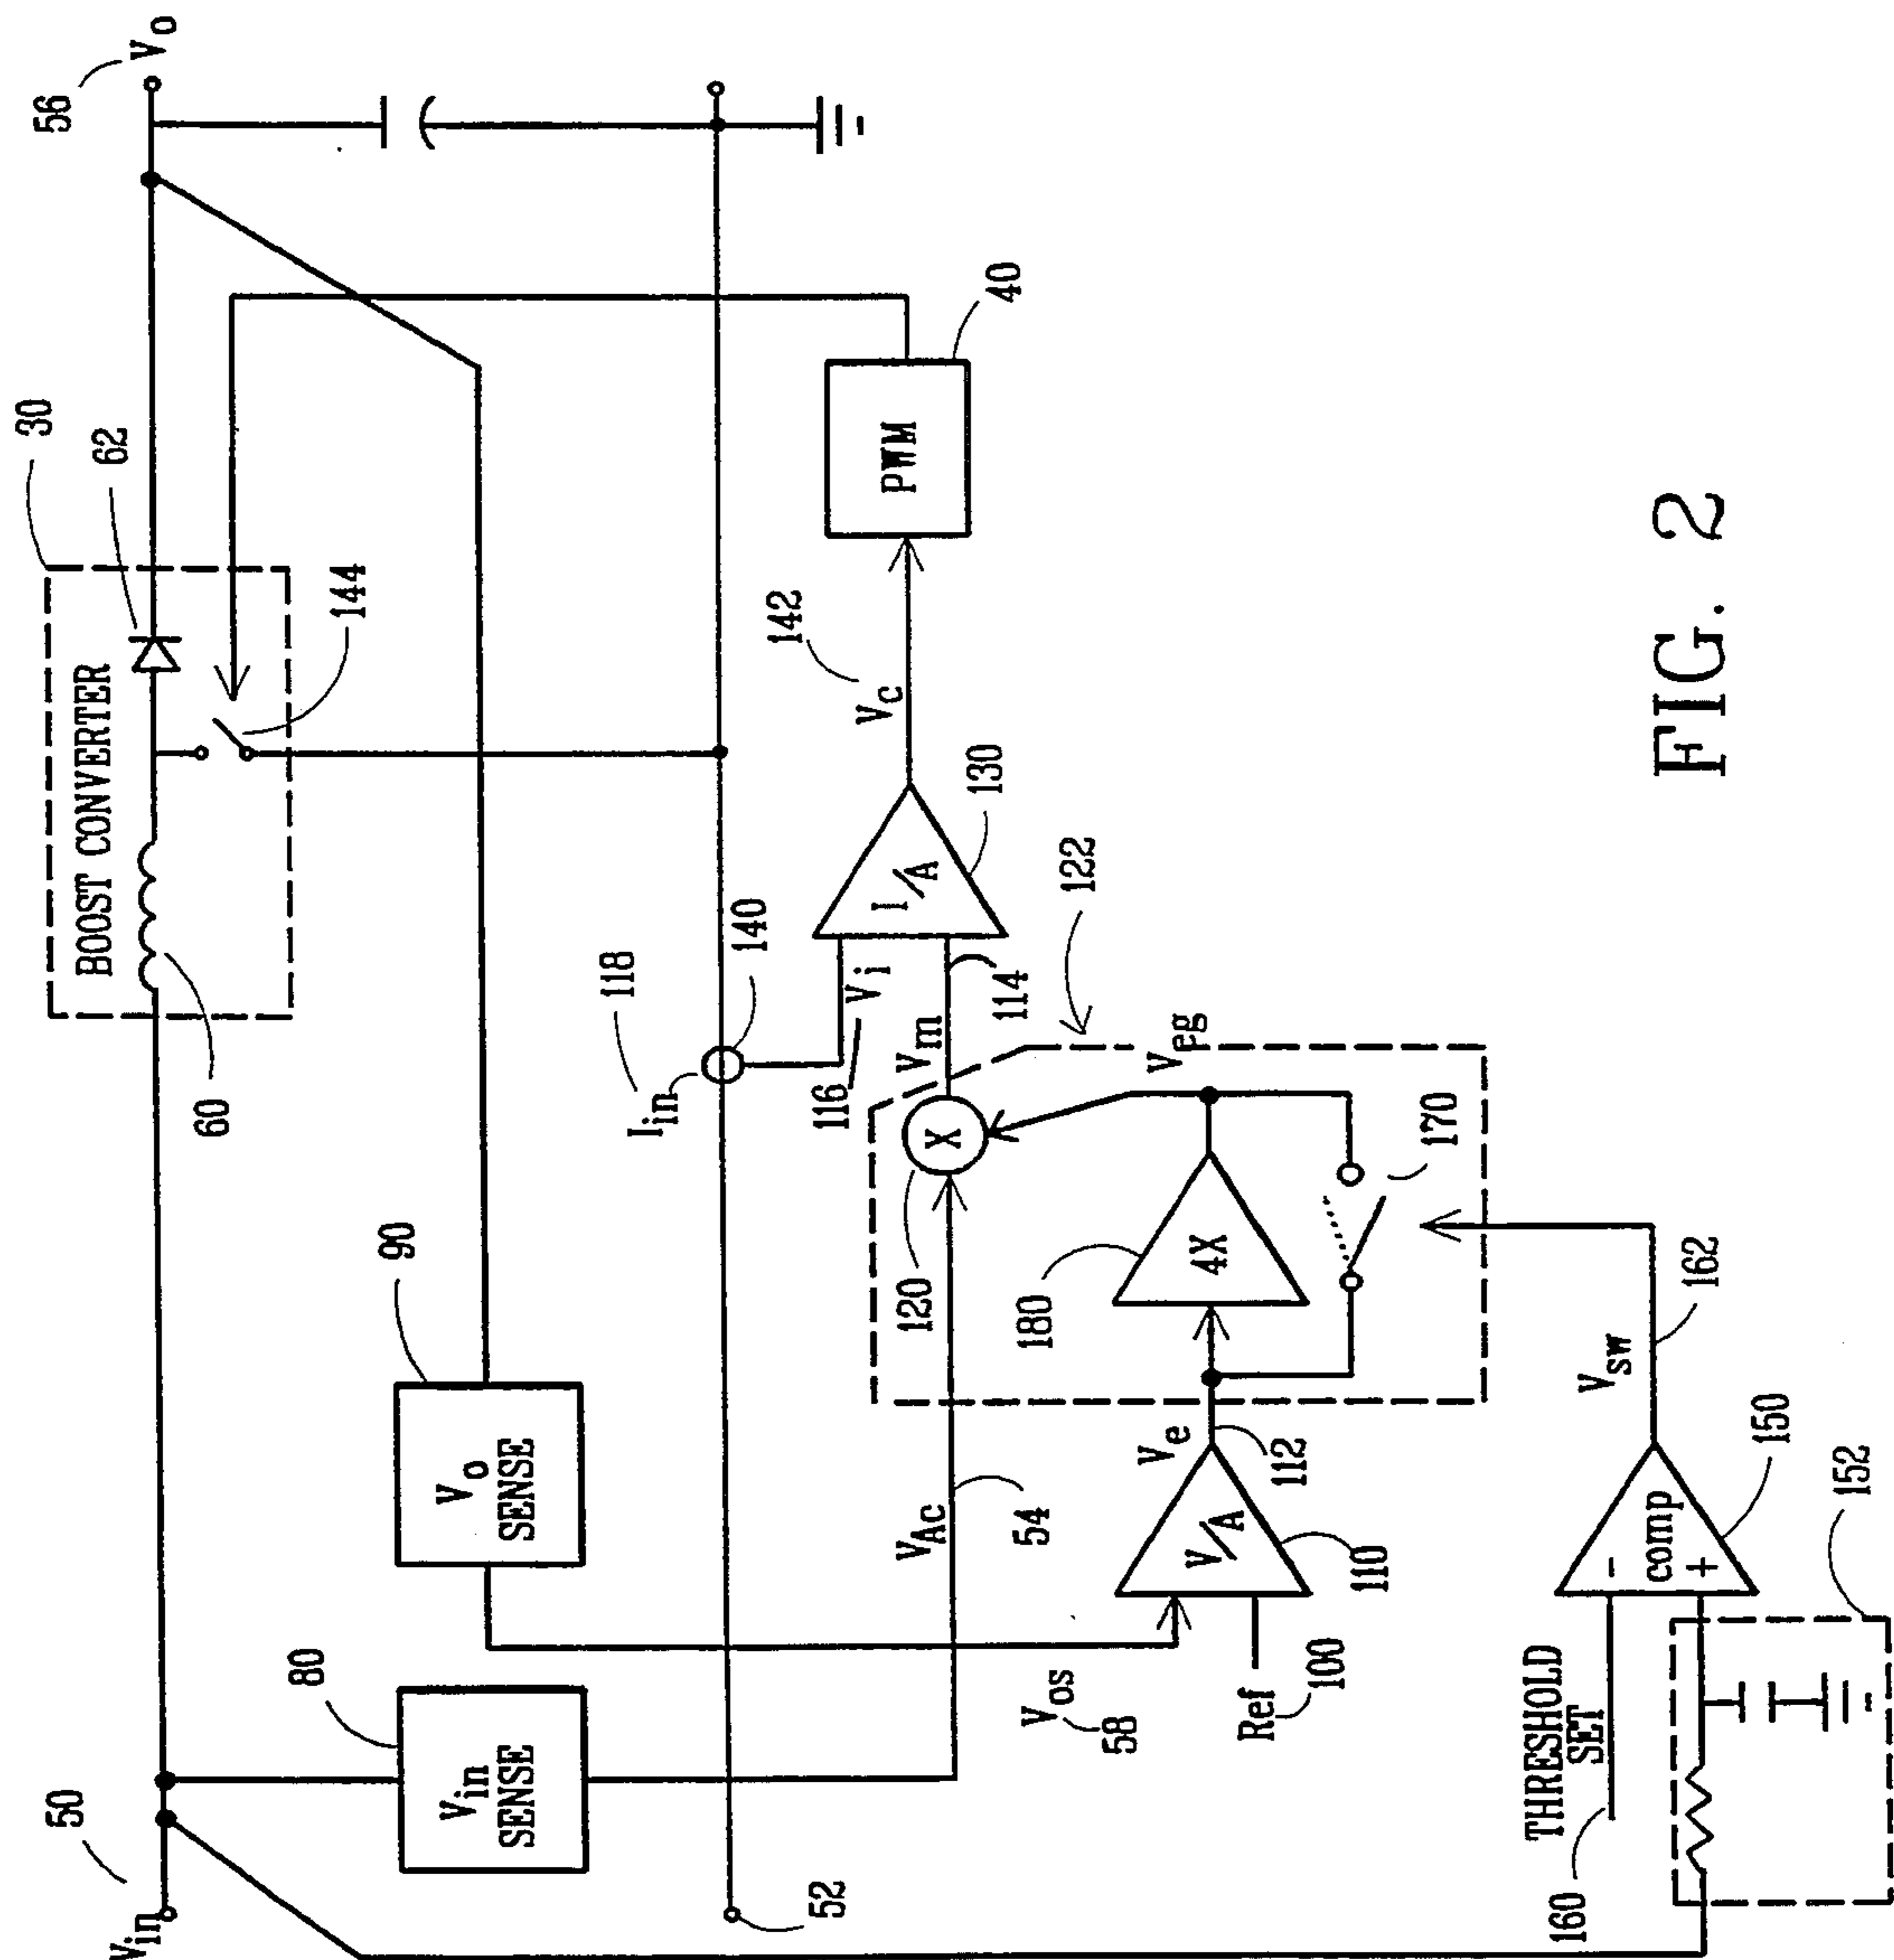 50
Vin
80
Vin
SENSE
90
Vo
SENSE
BOOST CONVERTER
30
62
60
144
56
Vo
52
Iin
118
140
VAc
54
120
X
Vm
114
116
Vi
I/A
130
Vc
142
PWM
40
Vos
58
Ref
100
V/A
110
Ve
112
180
4X
Veg
122
170
THRESHOLD
SET
160
-
comp
+
150
152
Vsw
162
FIG. 2